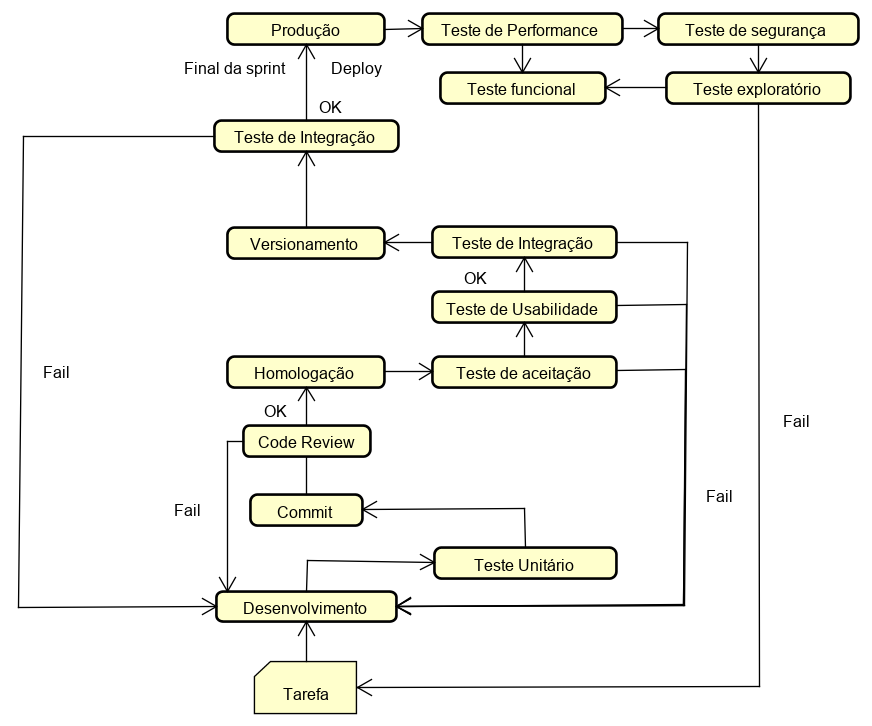 Produção
Teste de Performance
Teste de segurança
Final da sprint
Deploy
Teste funcional
Teste exploratório
OK
Teste de Integração
Versionamento
Teste de Integração
OK
Teste de Usabilidade
Fail
Homologação
Teste de aceitação
OK
Fail
Code Review
Fail
Fail
Commit
Teste Unitário
Desenvolvimento
Tarefa